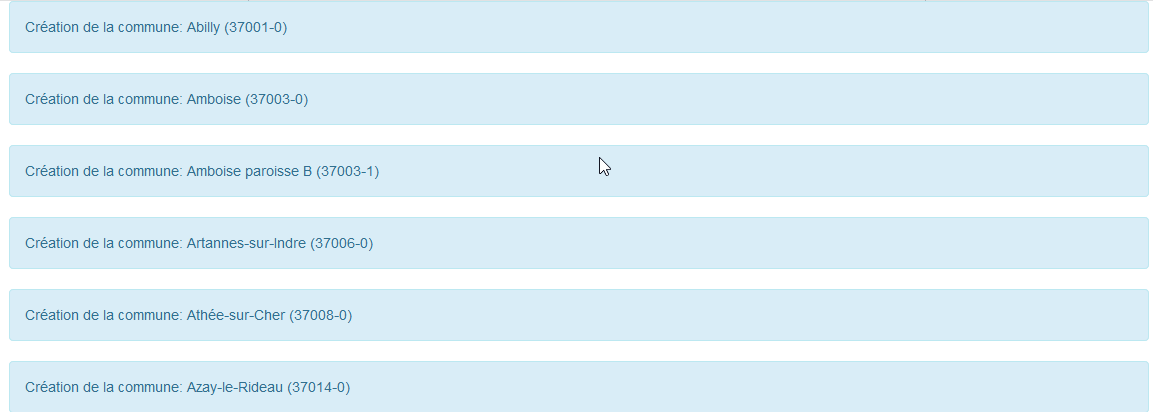 Création de la commune: Abilly (37001-0)
Création de la commune: Amboise (37003-0)
Création de la commune: Amboise paroisse B (37003-1)
Création de la commune: Artannes-sur-Indre (37006-0)
Création de la commune: Athée-sur-Cher (37008-0)
Création de la commune: Azay-le-Rideau (37014-0)